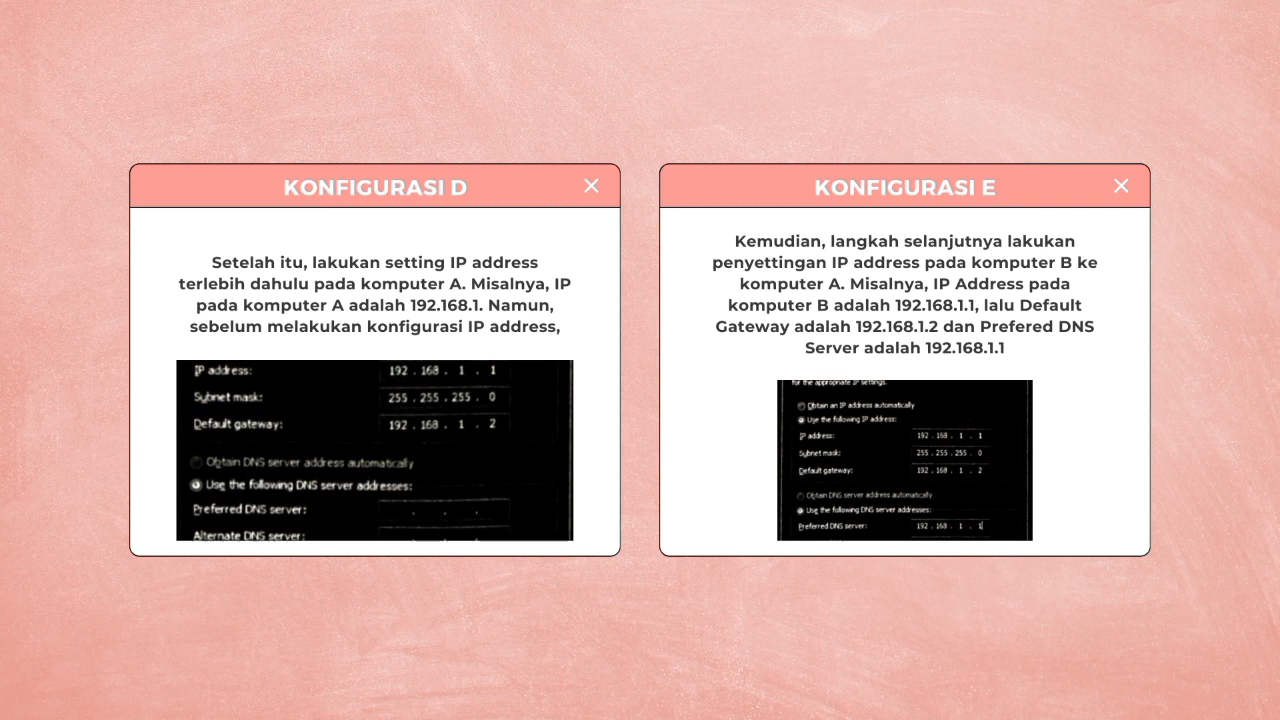 KONFIGURASI D
Setelah itu, lakukan setting IP address
terlebih dahulu pada komputer A. Misalnya, IP
pada komputer A adalah 192.168.1. Namun,
sebelum melakukan konfigurasi IP address,
IP address: 192 . 168 . 1 . 1
Subnet mask: 255 . 255 . 255 . 0
Default gateway: 192 . 168 . 1 . 2
Obtain DNS server address automatically
Use the following DNS server addresses:
Preferred DNS server: . . .
Alternate DNS server:
KONFIGURASI E
Kemudian, langkah selanjutnya lakukan
penyettingan IP address pada komputer B ke
komputer A. Misalnya, IP Address pada
komputer B adalah 192.168.1.1, lalu Default
Gateway adalah 192.168.1.2 dan Prefered DNS
Server adalah 192.168.1.1
for the appropriate IP settings.
Obtain an IP address automatically
Use the following IP address:
IP address: 192 . 168 . 1 . 1
Subnet mask: 255 . 255 . 255 . 0
Default gateway: 192 . 168 . 1 . 2
Obtain DNS server address automatically
Use the following DNS server addresses:
Preferred DNS server: 192 . 168 . 1 . 1